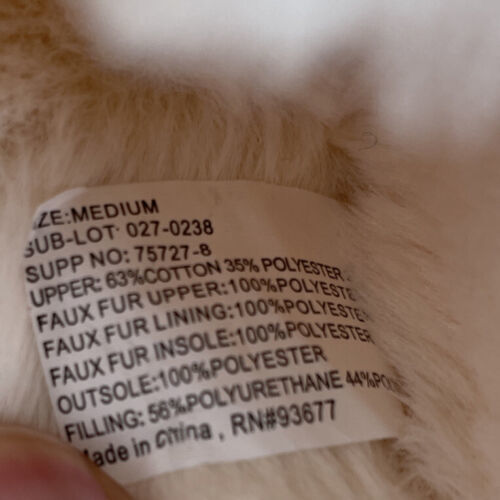 SIZE:MEDIUM
SUB-LOT: 027-0238
SUPP NO: 75727-8
UPPER: 63%COTTON 35% POLYESTER
FAUX FUR UPPER:100%POLYESTE
FAUX FUR LINING:100%POLYESTE
FAUX FUR INSOLE:100%POLYESTER
OUTSOLE:100%POLYESTER
FILLING: 56%POLYURETHANE 44%PO
Made in China , RN#93677